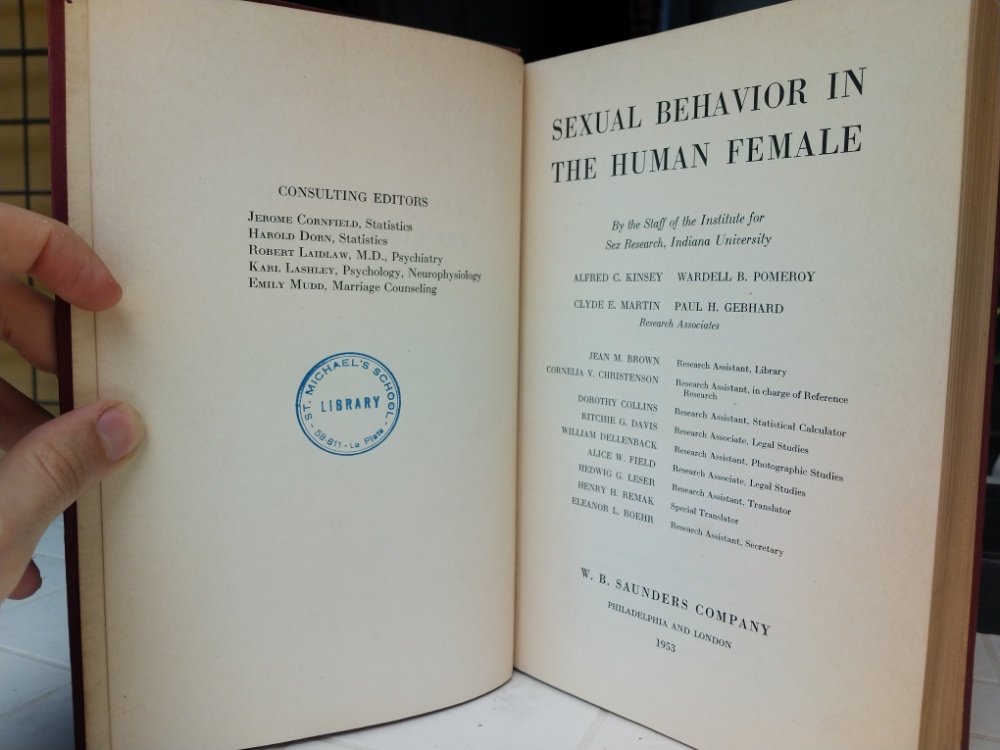 CONSULTING EDITORS
JEROME CORNFIELD, Statistics
HAROLD DORN, Statistics
ROBERT LAIDLAW, M.D., Psychiatry
KARL LASHLEY, Psychology, Neurophysiology
EMILY MUDD, Marriage Counseling
ST. MICHAEL'S SCHOOL
LIBRARY
58 811 - La Plata
SEXUAL BEHAVIOR IN
THE HUMAN FEMALE
By the Staff of the Institute for
Sex Research, Indiana University
ALFRED C. KINSEY WARDELL B. POMEROY
CLYDE E. MARTIN PAUL H. GEBHARD
Research Associates
JEAN M. BROWN Research Assistant, Library
CORNELIA V. CHRISTENSON Research Assistant, in charge of Reference
Research
DOROTHY COLLINS Research Assistant, Statistical Calculator
RITCHIE G. DAVIS Research Associate, Legal Studies
WILLIAM DELLENBACK Research Assistant, Photographic Studies
ALICE W. FIELD Research Associate, Legal Studies
HEDWIG G. LESER Research Assistant, Translator
HENRY H. REMAK Special Translator
ELEANOR L. ROEHR Research Assistant, Secretary
W. B. SAUNDERS COMPANY
PHILADELPHIA AND LONDON
1953